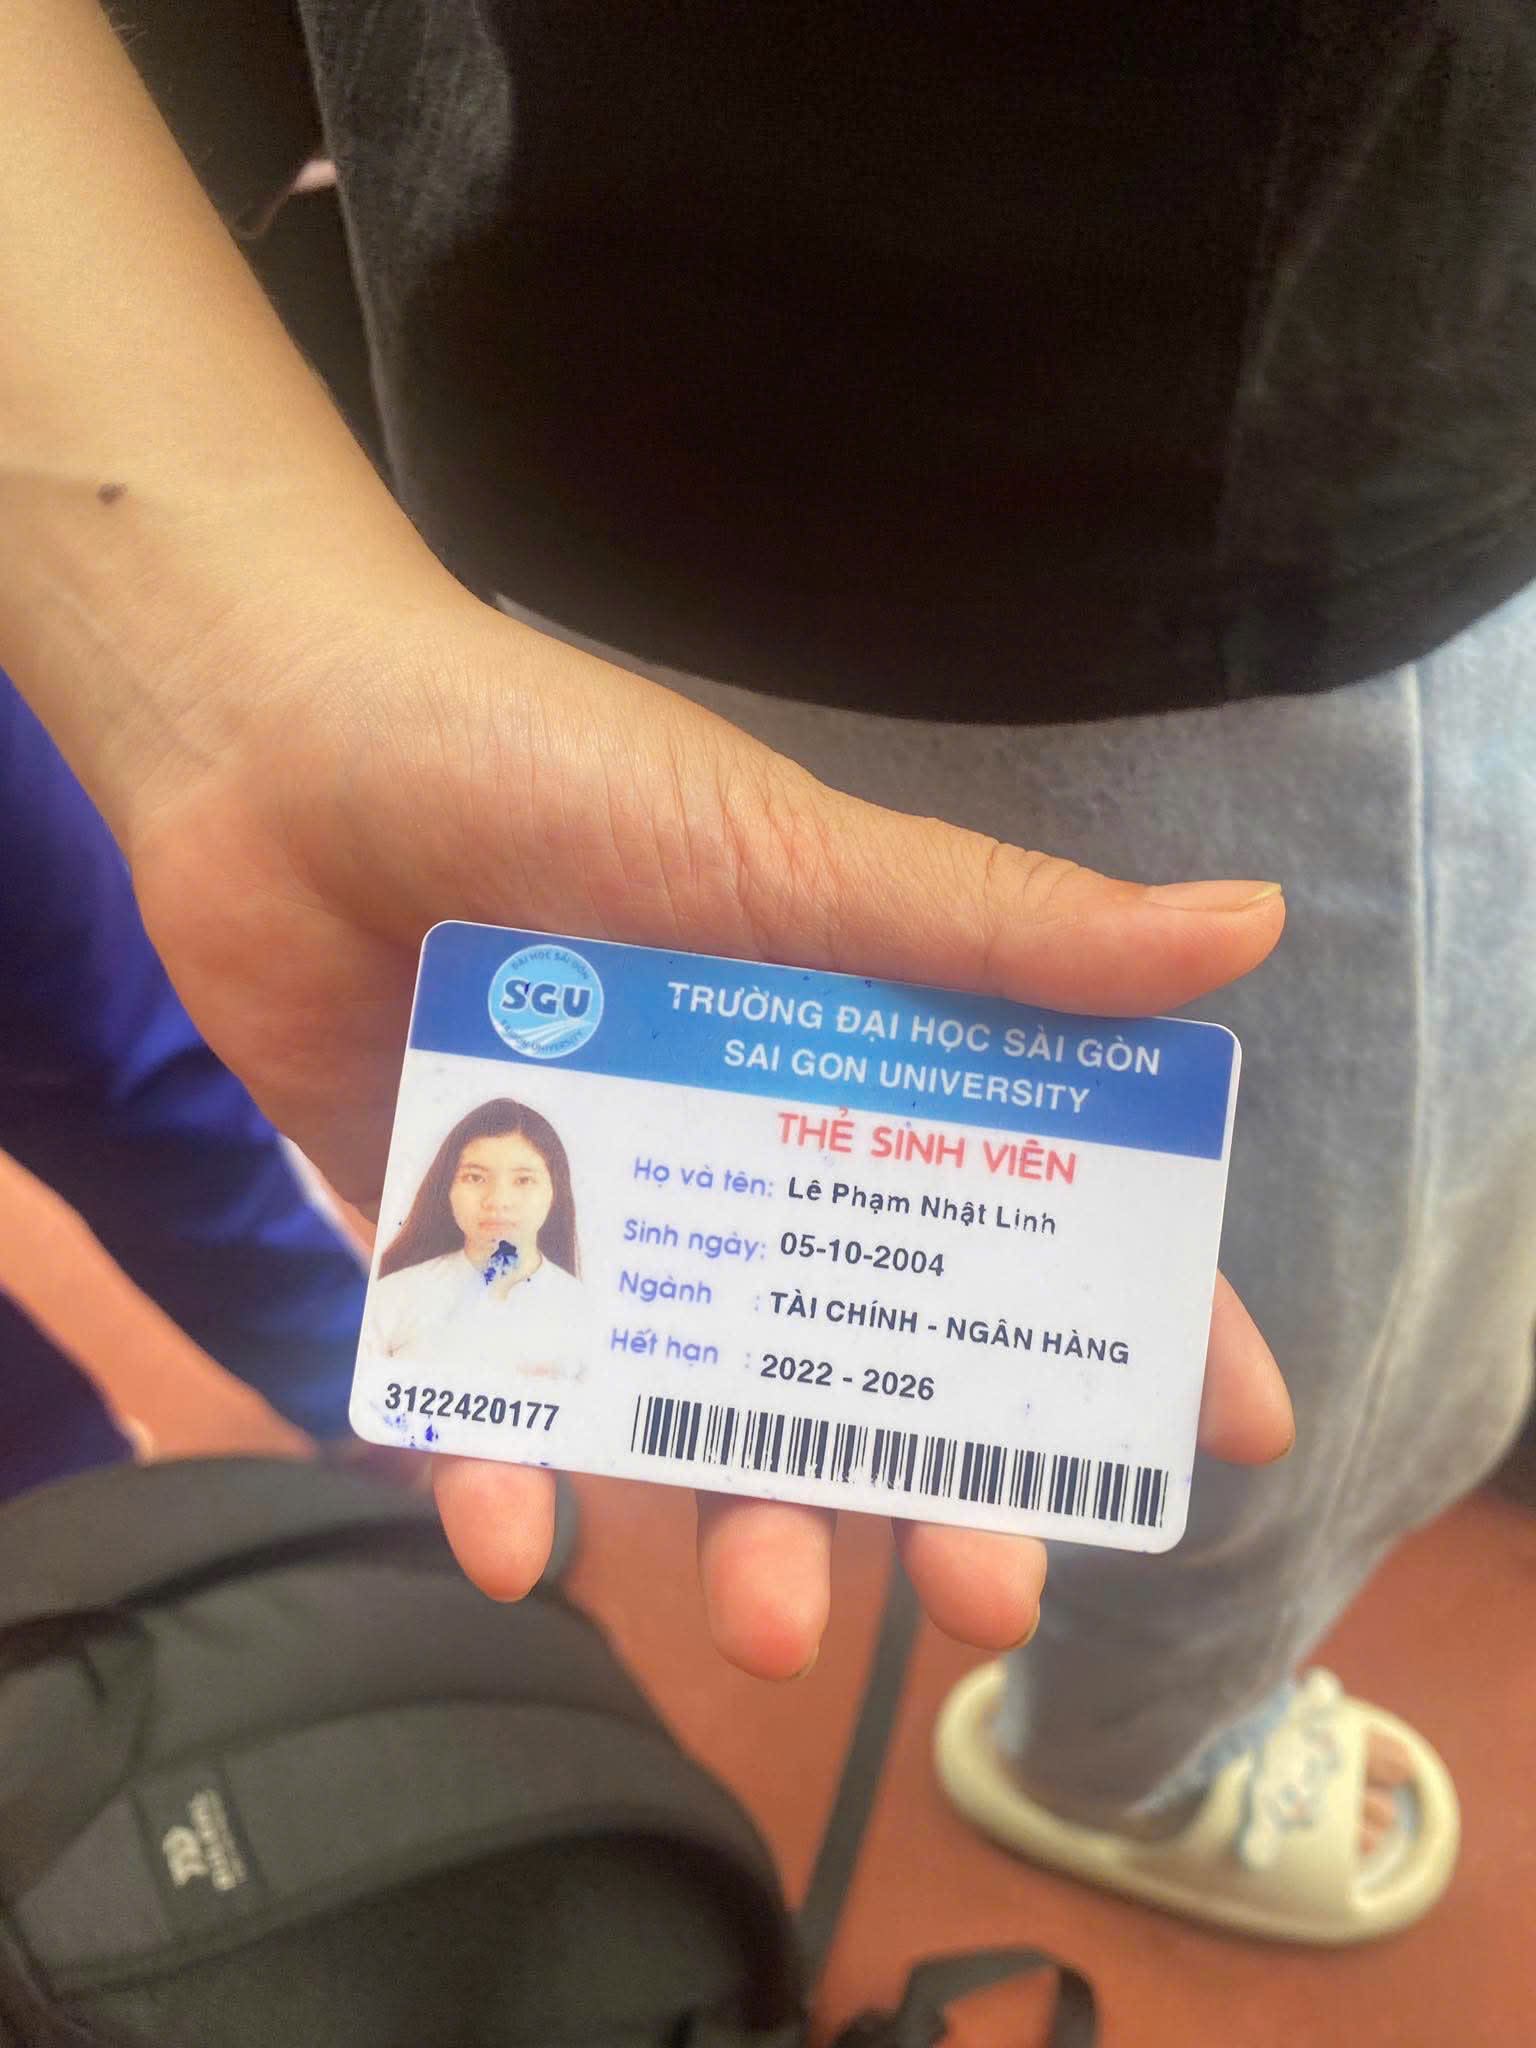 ĐẠI HỌC SÀI GÒN
SGU
SAI GON UNIVERSITY
TRƯỜNG ĐẠI HỌC SÀI GÒN
SAI GON UNIVERSITY
THẺ SINH VIÊN
Họ và tên: Lê Phạm Nhật Linh
Sinh ngày: 05-10-2004
Ngành : TÀI CHÍNH - NGÂN HÀNG
Hết hạn : 2022 - 2026
3122420177